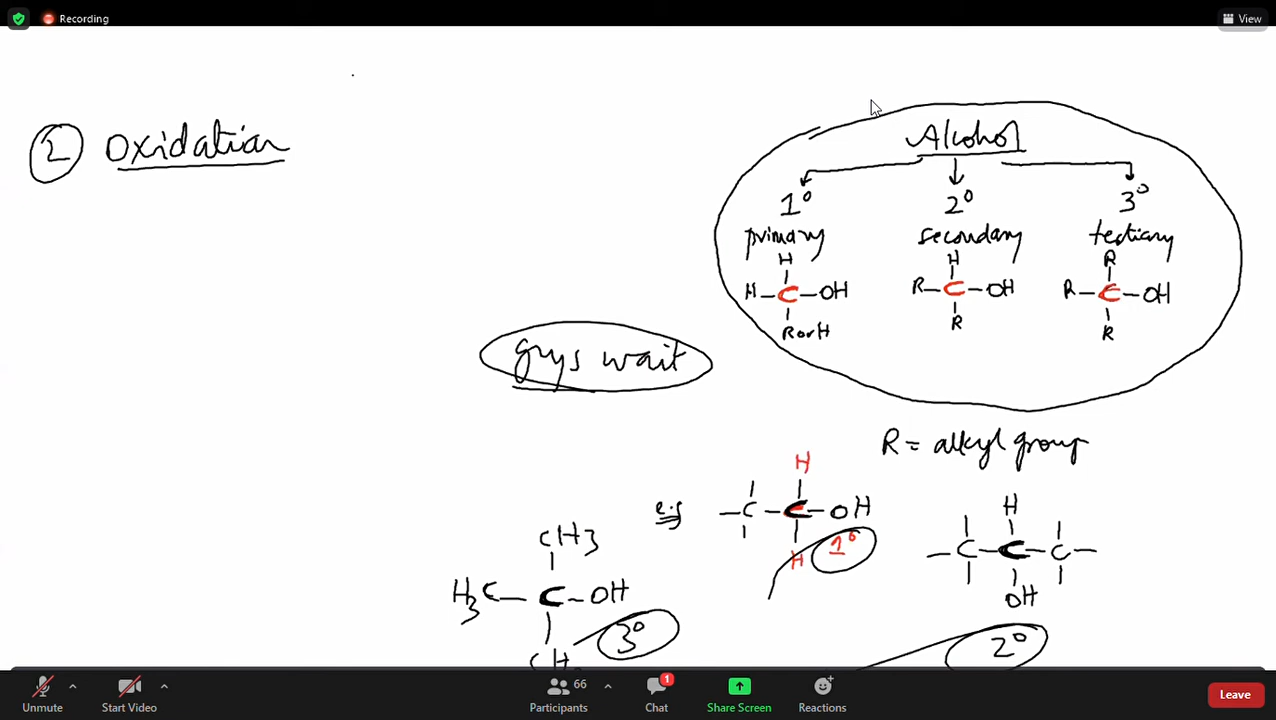 Recording
View
2 Oxidation
Alcohol
1° 2° 3°
primary secondary tertiary
H H R
H-C-OH R-C-OH R-C-OH
R or H R R
guys wait
R = alkyl group
e.g
H
-C-C-OH
H 1°
H
-C-C-C-
OH
2°
CH3
H3C-C-OH
3°
CH
Unmute
Start Video
66
Participants
1
Chat
Share Screen
Reactions
Leave